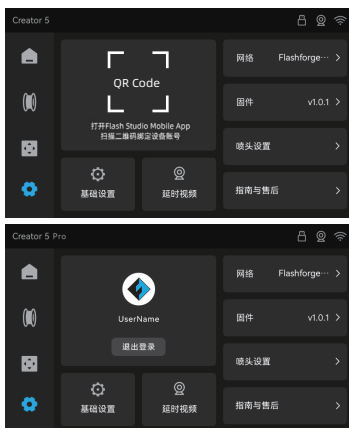 Creator 5
QR Code
打开Flash Studio Mobile App
扫描二维码绑定设备账号
基础设置
延时视频
网络 Flashforge··· >
固件 v1.0.1 >
喷头设置 >
指南与售后 >
Creator 5 Pro
UserName
退出登录
基础设置
延时视频
网络 Flashforge··· >
固件 v1.0.1 >
喷头设置 >
指南与售后 >